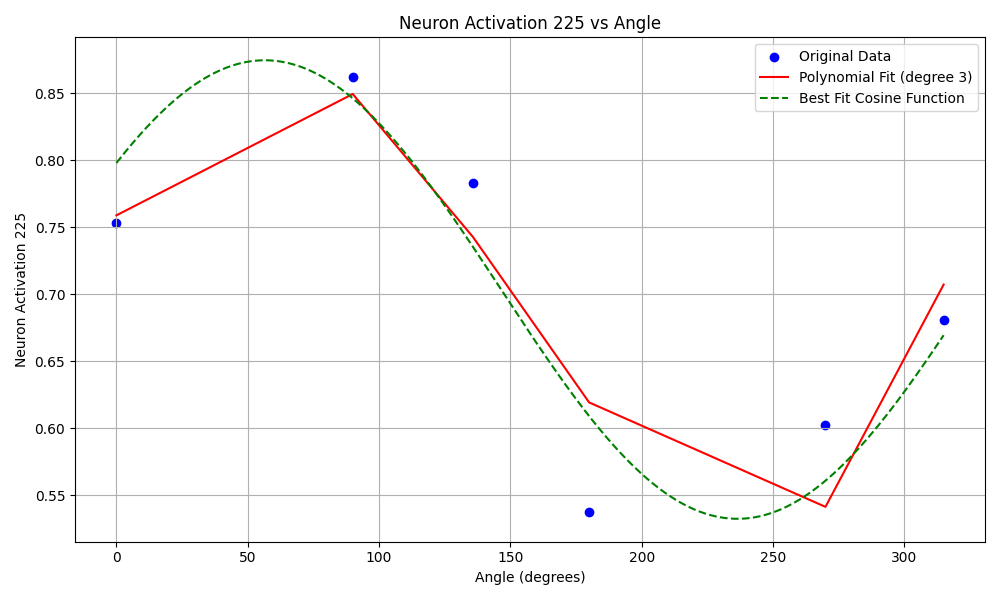 Neuron Activation 225 vs Angle
Original Data
Polynomial Fit (degree 3)
Best Fit Cosine Function
Neuron Activation 225
0.85
0.80
0.75
0.70
0.65
0.60
0.55
0 50 100 150 200 250 300
Angle (degrees)